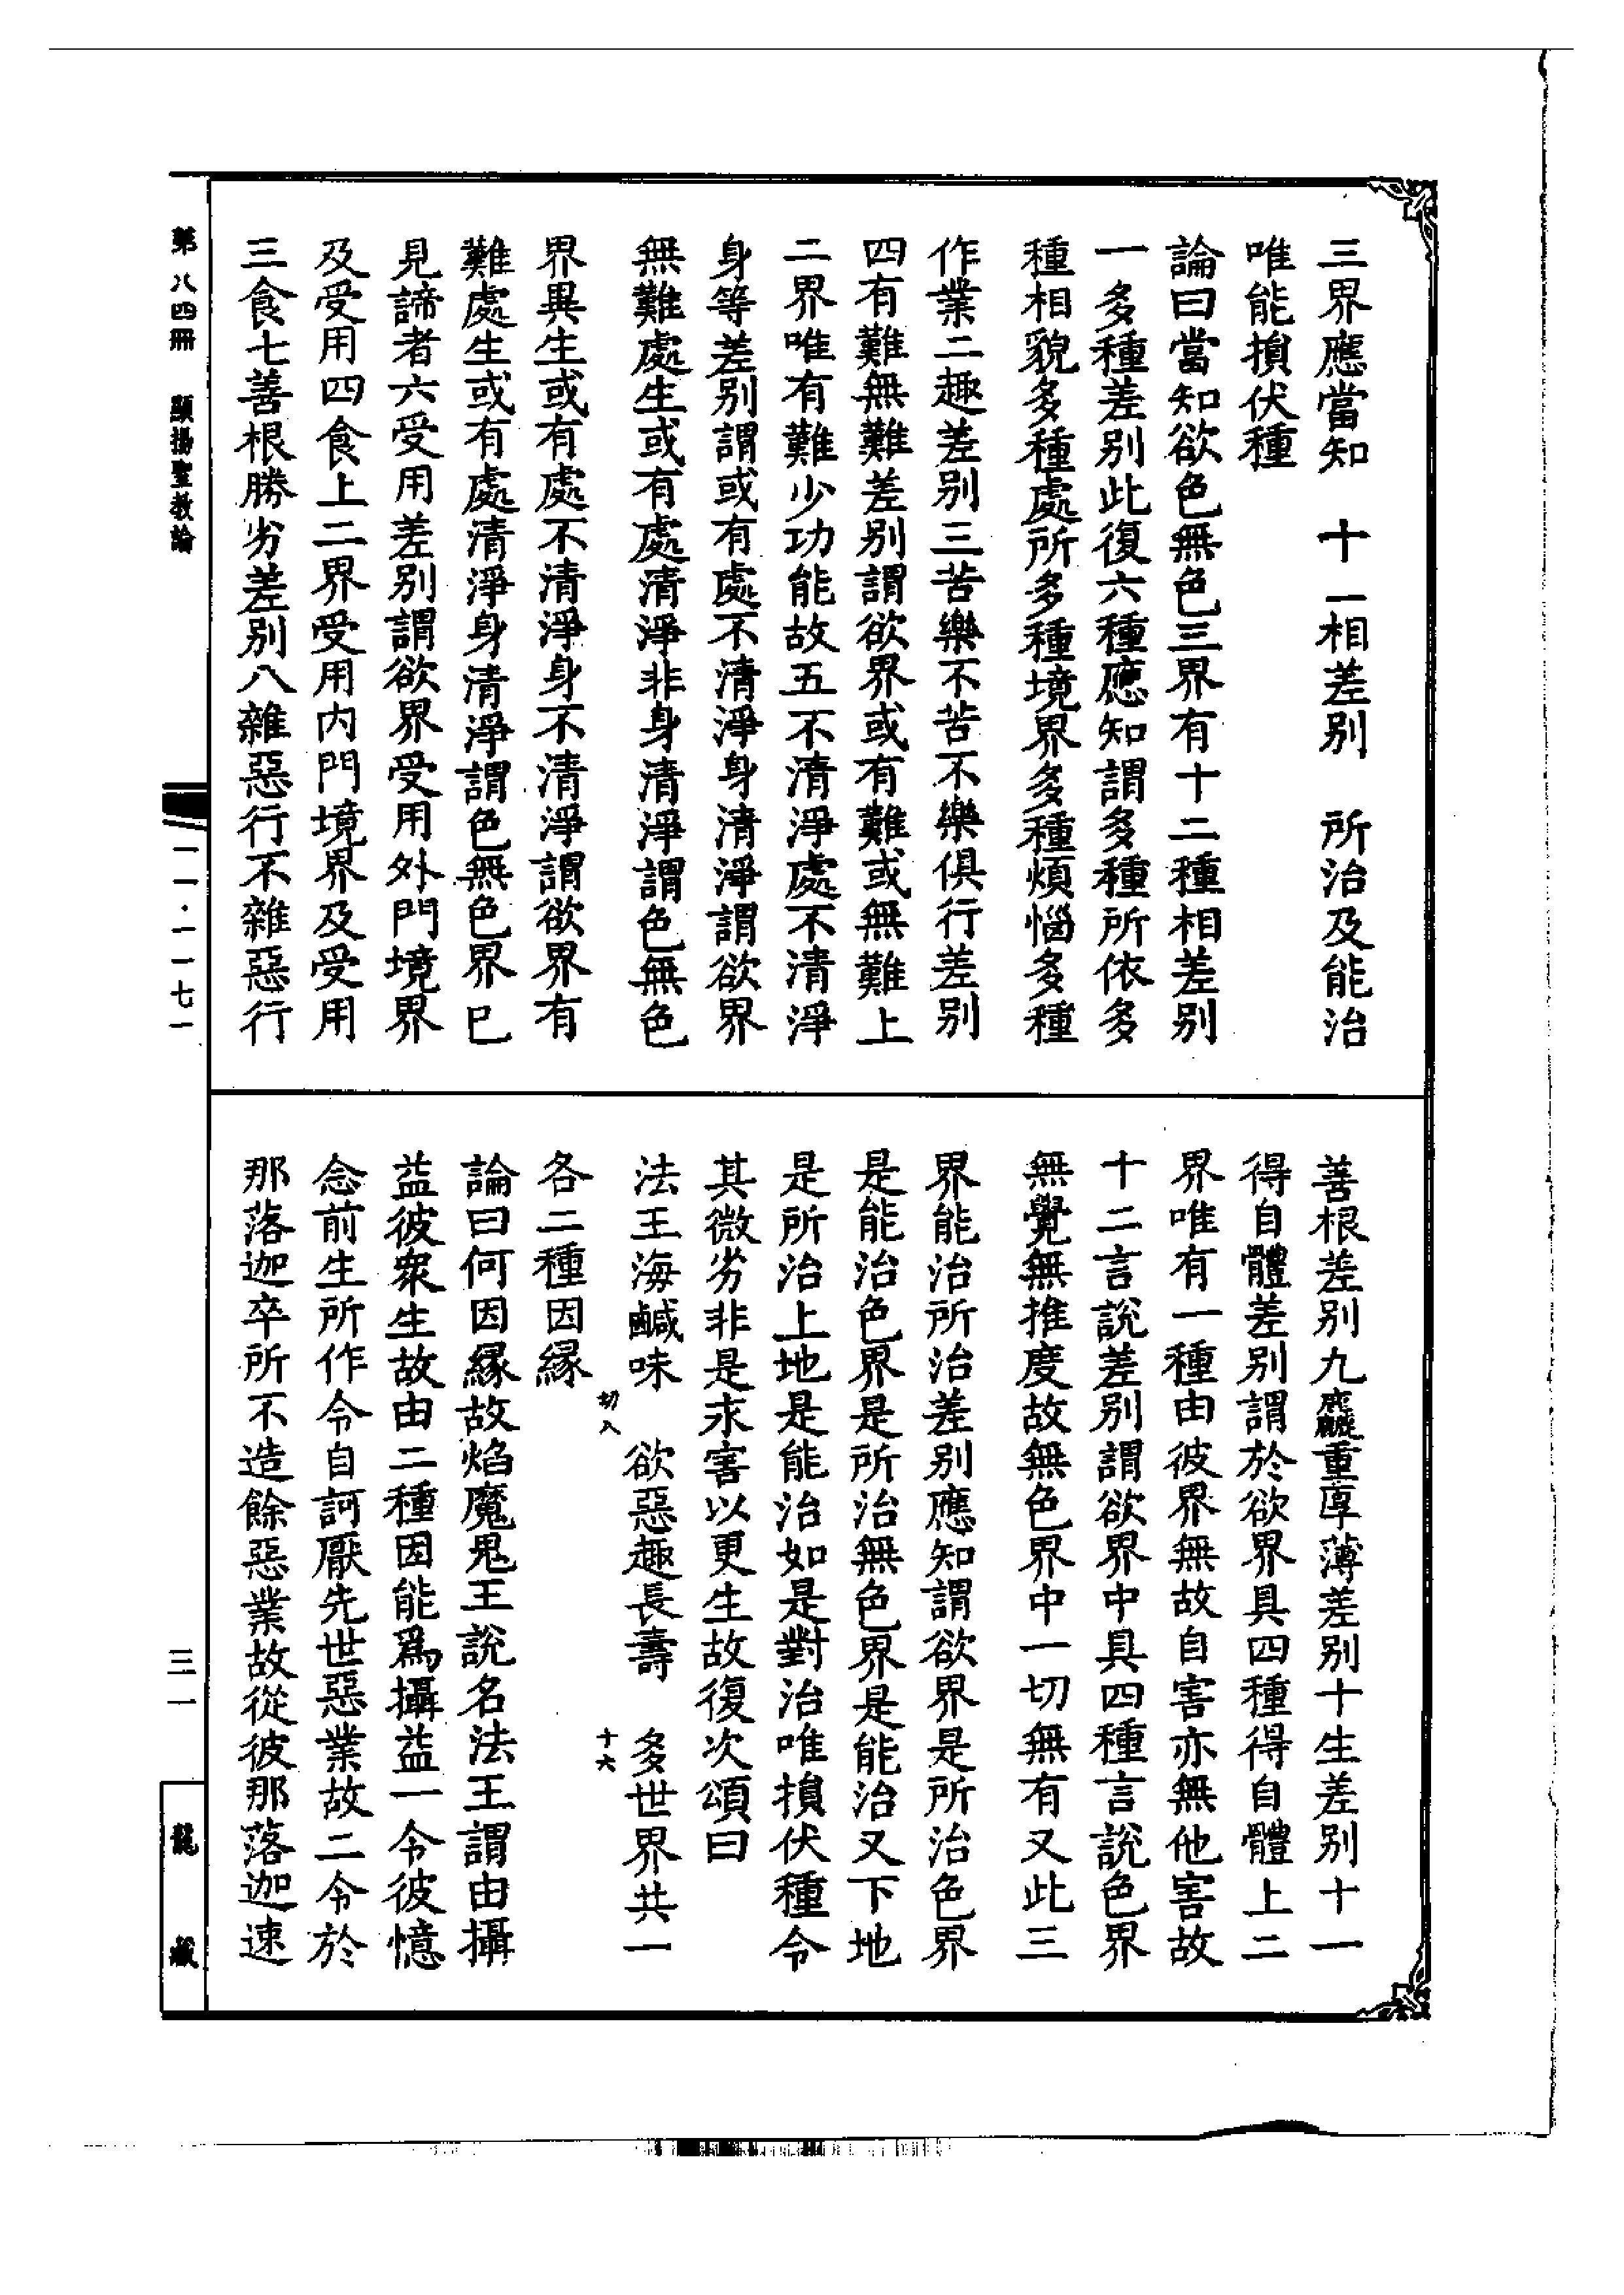 三界應當知　十一相差別　所治及能治
唯能損伏種
論曰當知欲色無色三界有十二種相差別
一多種差別此復六種應知謂多種所依多
種相貌多種處所多種境界多種煩惱多種
作業二趣差別三苦樂不苦不樂俱行差別
四有難無難差別謂欲界或有難或無難上
二界唯有難少功能故五不清淨處不清淨
身等差別謂或有處不清淨身清淨謂欲界
無難處生或有處清淨非身清淨謂色無色
界異生或有處不清淨身不清淨謂欲界有
難處生或有處清淨身清淨謂色無色界已
見諦者六受用差別謂欲界受用外門境界
及受用四食上二界受用内門境界及受用
三食七善根勝劣差別八雜惡行不雜惡行
善根差別九麤重厚薄差別十生差別十一
得自體差別謂於欲界具四種得自體上二
界唯有一種由彼界無故自害亦無他害故
十二言說差別謂欲界中具四種言說色界
無覺無推度故無色界中一切無有又此三
界能治所治差別應知謂欲界是所治色界
是能治色界是所治無色界是能治又下地
是所治上地是能治如是對治唯損伏種令
其微劣非是永害以更生故復次頌曰
法王海鹹味　欲惡趣長壽　多世界共一
切入　十六
各二種因緣
論曰何因緣故焰魔鬼王說名法王謂由攝
益彼衆生故由二種因能爲攝益一令彼憶
念前生所作令自訶厭先世惡業故二令於
那落迦卒所不造餘惡業故從彼那落迦速
第八四冊　顯揚聖教論
一一·一一七一
三一
龍藏